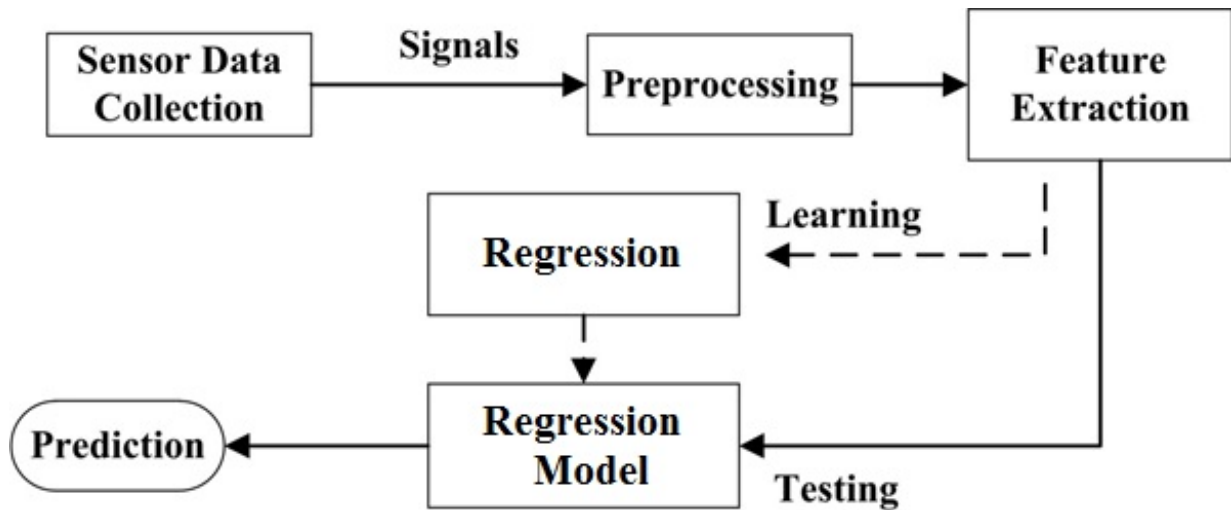 Sensor Data
Collection
Signals
Preprocessing
Feature
Extraction
Learning
Regression
Regression
Model
Testing
Prediction